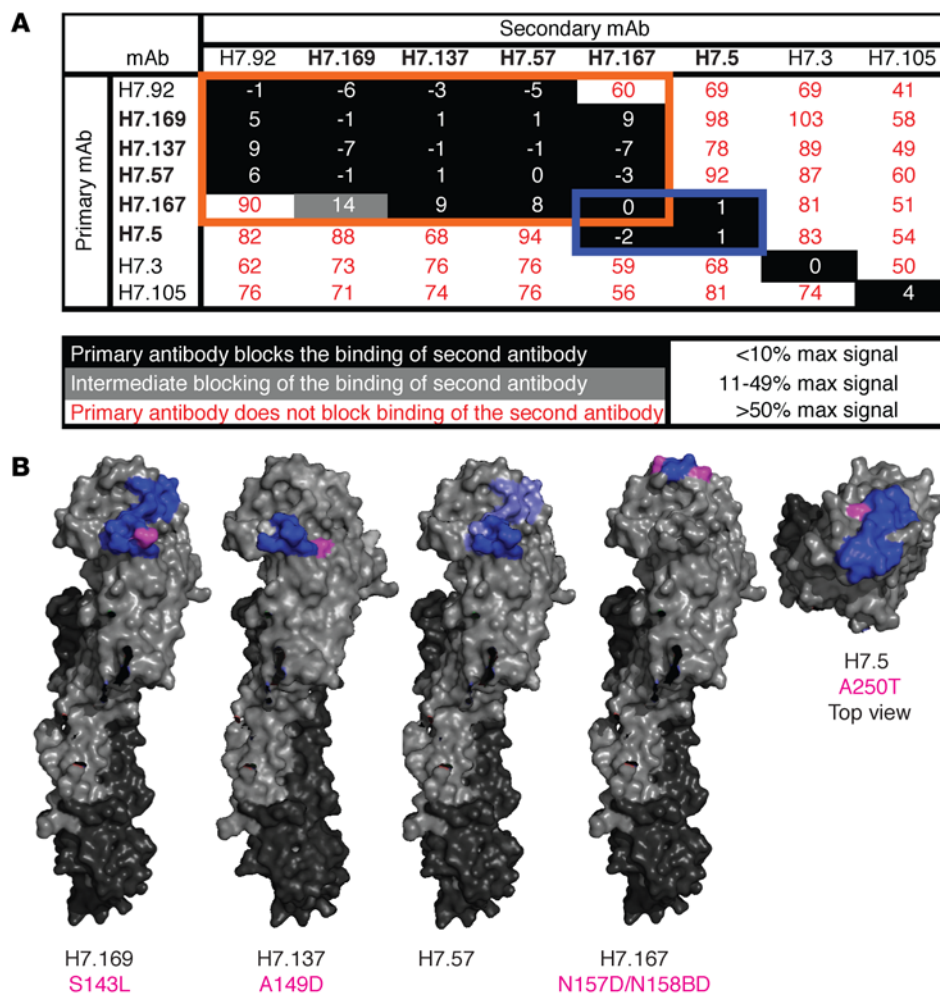 A
Secondary mAb
mAb H7.92 H7.169 H7.137 H7.57 H7.167 H7.5 H7.3 H7.105
Primary mAb
H7.92 -1 -6 -3 -5 60 69 69 41
H7.169 5 -1 1 1 9 98 103 58
H7.137 9 -7 -1 -1 -7 78 89 49
H7.57 6 -1 1 0 -3 92 87 60
H7.167 90 14 9 8 0 1 81 51
H7.5 82 88 68 94 -2 1 83 54
H7.3 62 73 76 76 59 68 0 50
H7.105 76 71 74 76 56 81 74 4
Primary antibody blocks the binding of second antibody <10% max signal
Intermediate blocking of the binding of second antibody 11-49% max signal
Primary antibody does not block binding of the second antibody >50% max signal
B
H7.5
A250T
Top view
H7.169 H7.137 H7.57 H7.167
S143L A149D N157D/N158BD